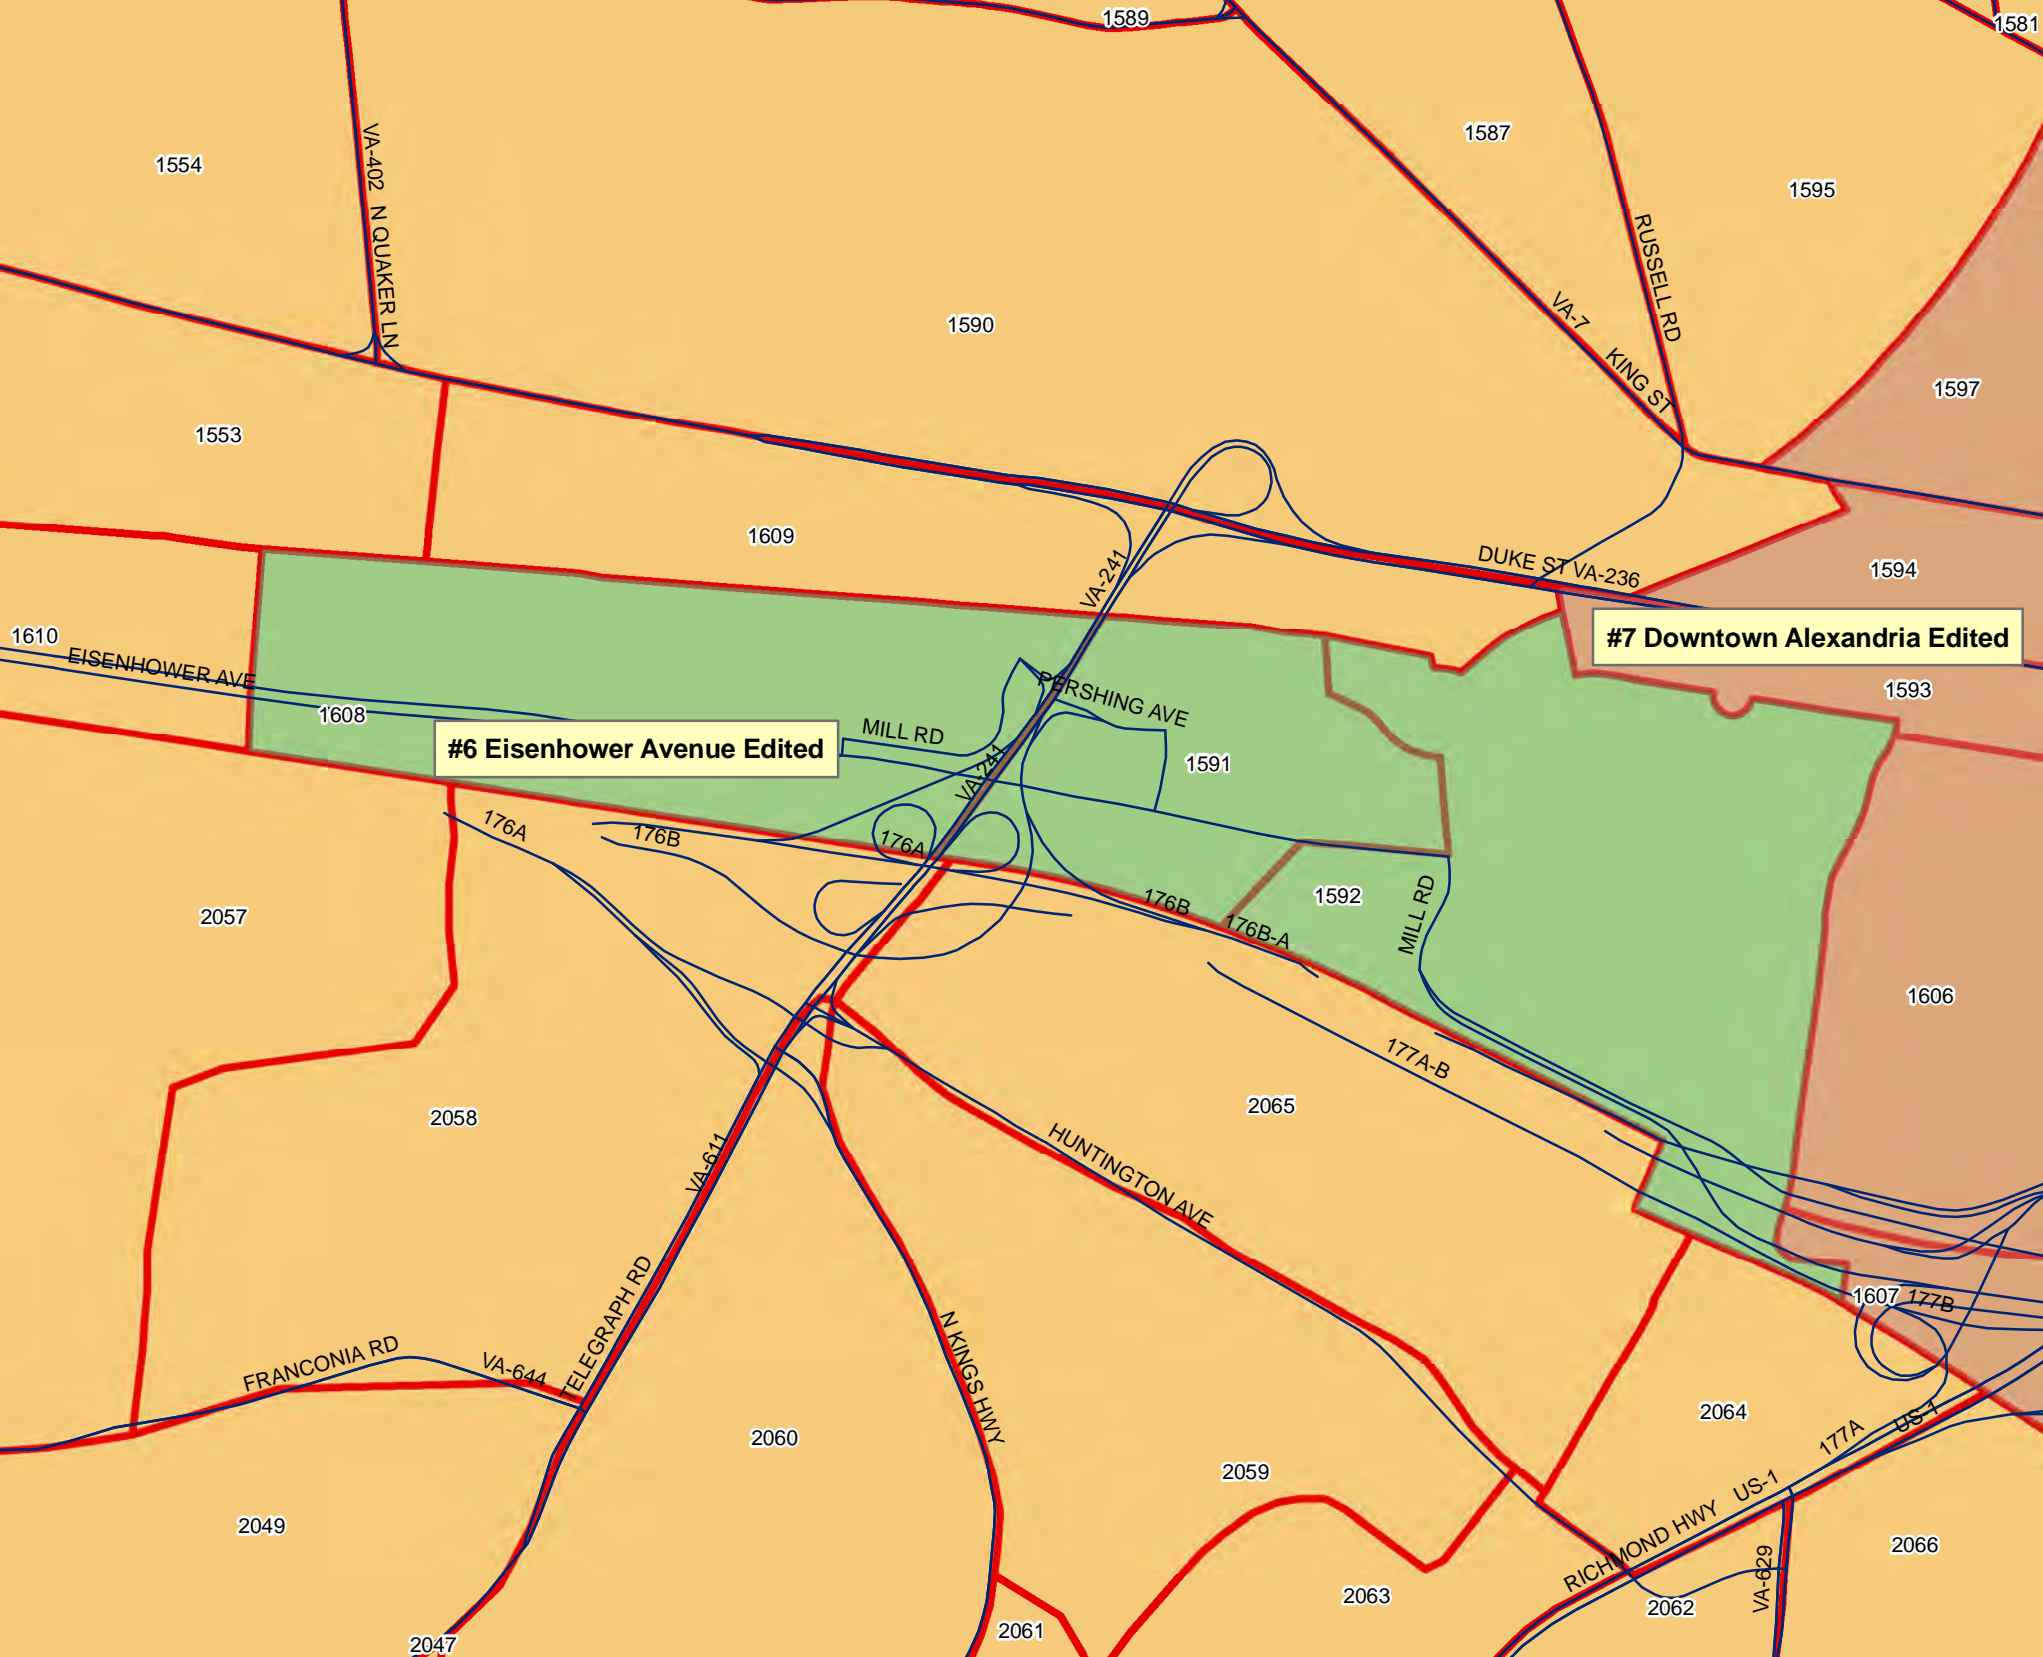 1589
1581
1587
1554
VA-402
N QUAKER LN
1595
RUSSELL RD
VA-7
KING ST
1590
1597
1553
1609
VA-241
DUKE ST VA-236
1594
#7 Downtown Alexandria Edited
1610
EISENHOWER AVE
1608
PERSHING AVE
1593
MILL RD
#6 Eisenhower Avenue Edited
VA-241
1591
176A
176B
176A
1592
176B
176B-A
MILL RD
2057
1606
177A-B
2058
2065
HUNTINGTON AVE
VA-611
1607
177B
TELEGRAPH RD
N KINGS HWY
FRANCONIA RD
VA-644
2064
177A
US-1
2060
2059
US-1
RICHMOND HWY
2049
2066
VA-629
2063
2062
2061
2047